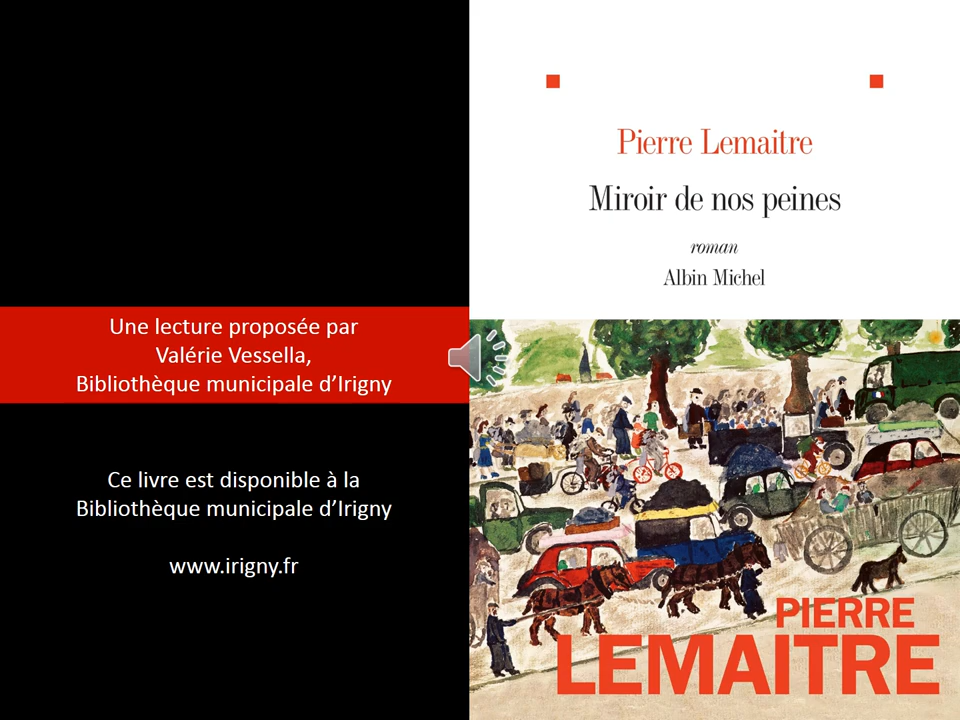 Une lecture proposée par
Valérie Vessella,
Bibliothèque municipale d'Irigny
Ce livre est disponible à la
Bibliothèque municipale d'Irigny
www.irigny.fr
Pierre Lemaitre
Miroir de nos peines
roman
Albin Michel
PIERRE
LEMAITRE